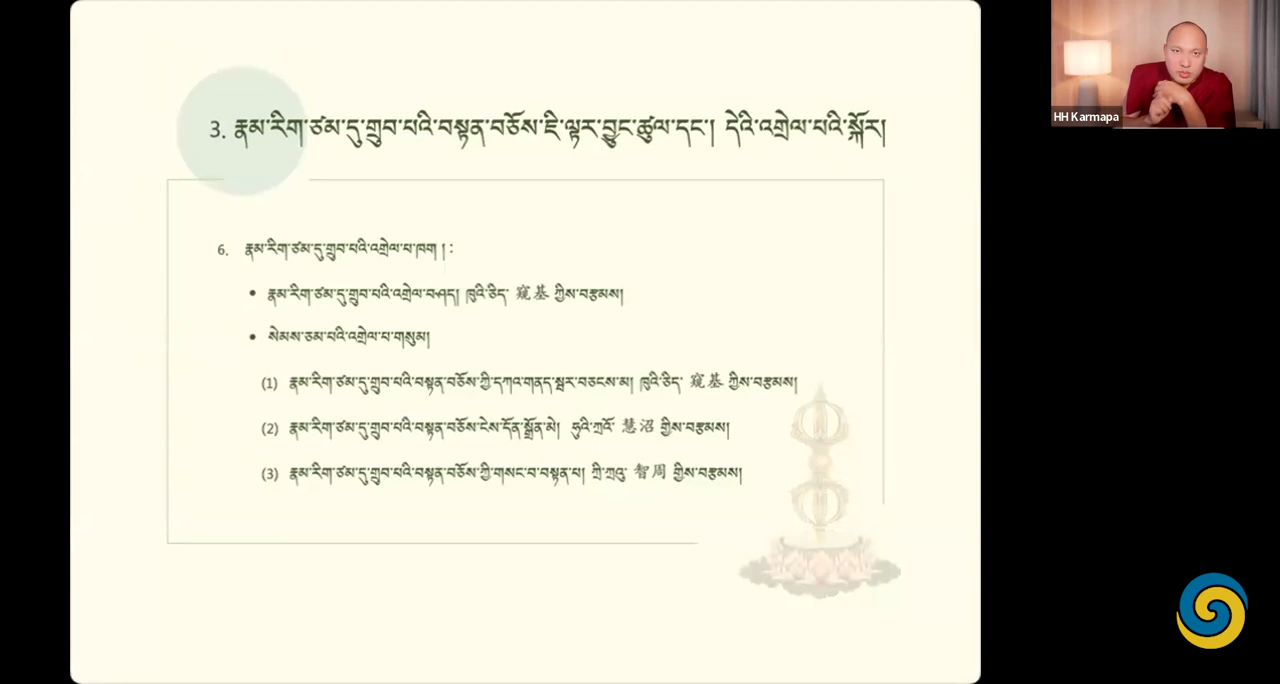 3. རྣམ་རིག་ཙམ་དུ་གྲུབ་པའི་བསྟན་བཅོས་ཇི་ལྟར་བྱུང་ཚུལ་དང་། དེའི་འགྲེལ་པའི་སྐོར།
HH Karmapa
6. རྣམ་རིག་ཙམ་དུ་གྲུབ་པའི་འགྲེལ་པ་ཁག །:
• རྣམ་རིག་ཙམ་དུ་གྲུབ་པའི་འགྲེལ་བཤད། ཁུའེ་ཅིད་ 窺基 ཀྱིས་བརྩམས།
• སེམས་ཙམ་པའི་འགྲེལ་པ་གསུམ།
(1) རྣམ་རིག་ཙམ་དུ་གྲུབ་པའི་བསྟན་བཅོས་ཀྱི་དཀའ་གནད་སྦར་བཅངས་མ། ཁུའེ་ཅིད་ 窺基 ཀྱིས་བརྩམས།
(2) རྣམ་རིག་ཙམ་དུ་གྲུབ་པའི་བསྟན་བཅོས་ངེས་དོན་སྒྲོན་མེ། ཧུའེ་ཀྲའོ་ 慧沼 གྱིས་བརྩམས།
(3) རྣམ་རིག་ཙམ་དུ་གྲུབ་པའི་བསྟན་བཅོས་ཀྱི་གསང་བ་བསྟན་པ། ཀྲི་ཀྲའུ་ 智周 གྱིས་བརྩམས།